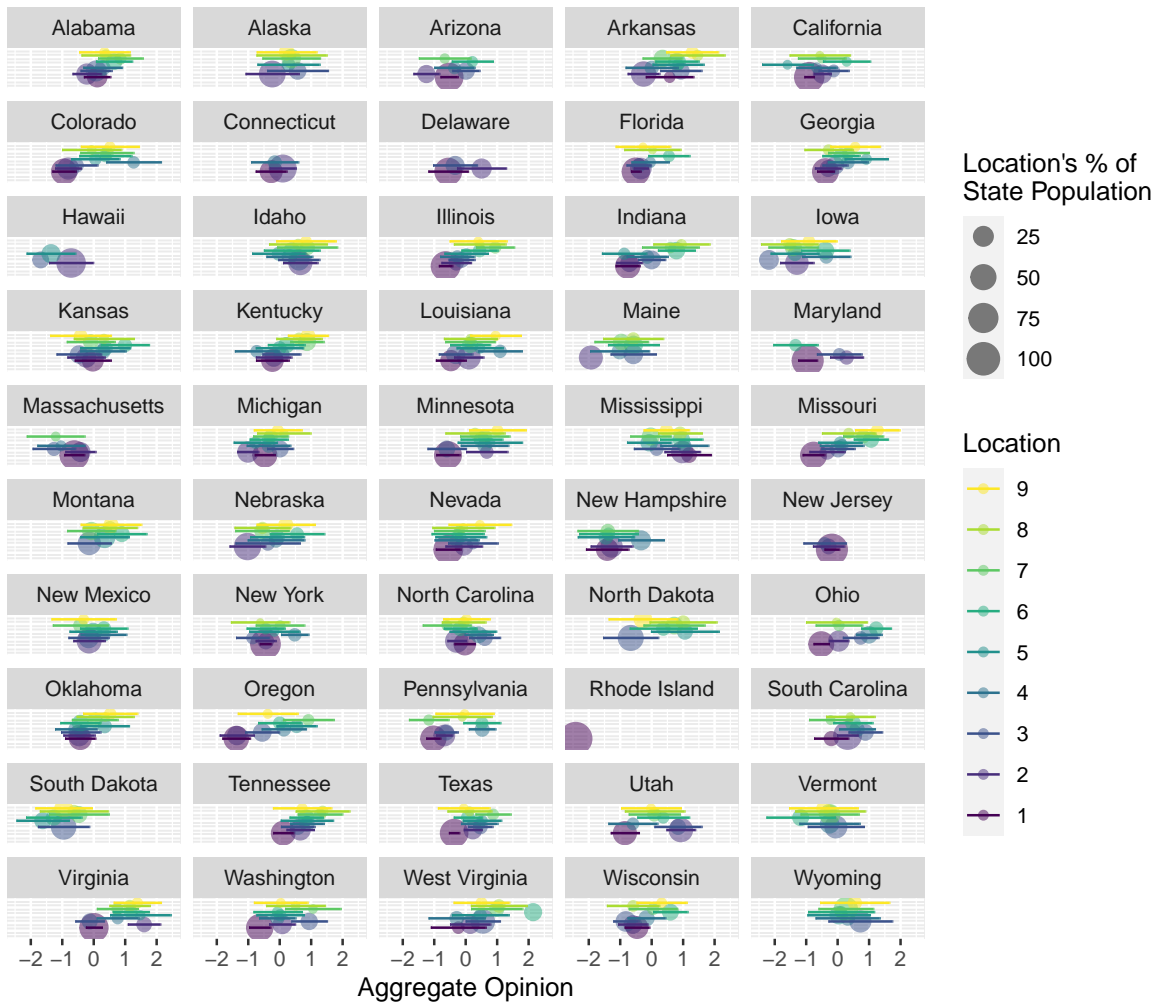 Alabama Alaska Arizona Arkansas California
Colorado Connecticut Delaware Florida Georgia
Hawaii Idaho Illinois Indiana Iowa
Kansas Kentucky Louisiana Maine Maryland
Massachusetts Michigan Minnesota Mississippi Missouri
Montana Nebraska Nevada New Hampshire New Jersey
New Mexico New York North Carolina North Dakota Ohio
Oklahoma Oregon Pennsylvania Rhode Island South Carolina
South Dakota Tennessee Texas Utah Vermont
Virginia Washington West Virginia Wisconsin Wyoming
−2 −1 0 1 2 −2 −1 0 1 2 −2 −1 0 1 2 −2 −1 0 1 2 −2 −1 0 1 2
Aggregate Opinion
Location's % of
State Population
25
50
75
100
Location
9
8
7
6
5
4
3
2
1